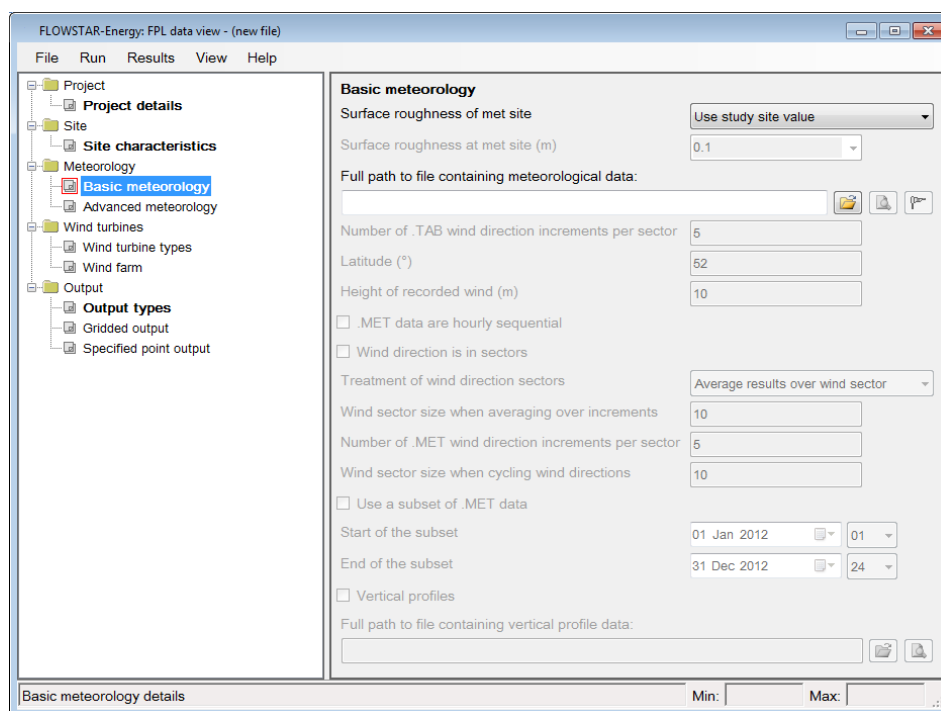 FLOWSTAR-Energy: FPL data view - (new file)
File Run Results View Help
Project
Project details
Site
Site characteristics
Meteorology
Basic meteorology
Advanced meteorology
Wind turbines
Wind turbine types
Wind farm
Output
Output types
Gridded output
Specified point output
Basic meteorology
Surface roughness of met site Use study site value
Surface roughness at met site (m) 0.1
Full path to file containing meteorological data:
Number of .TAB wind direction increments per sector 5
Latitude (°) 52
Height of recorded wind (m) 10
.MET data are hourly sequential
Wind direction is in sectors
Treatment of wind direction sectors Average results over wind sector
Wind sector size when averaging over increments 10
Number of .MET wind direction increments per sector 5
Wind sector size when cycling wind directions 10
Use a subset of .MET data
Start of the subset 01 Jan 2012 01
End of the subset 31 Dec 2012 24
Vertical profiles
Full path to file containing vertical profile data:
Basic meteorology details Min: Max: